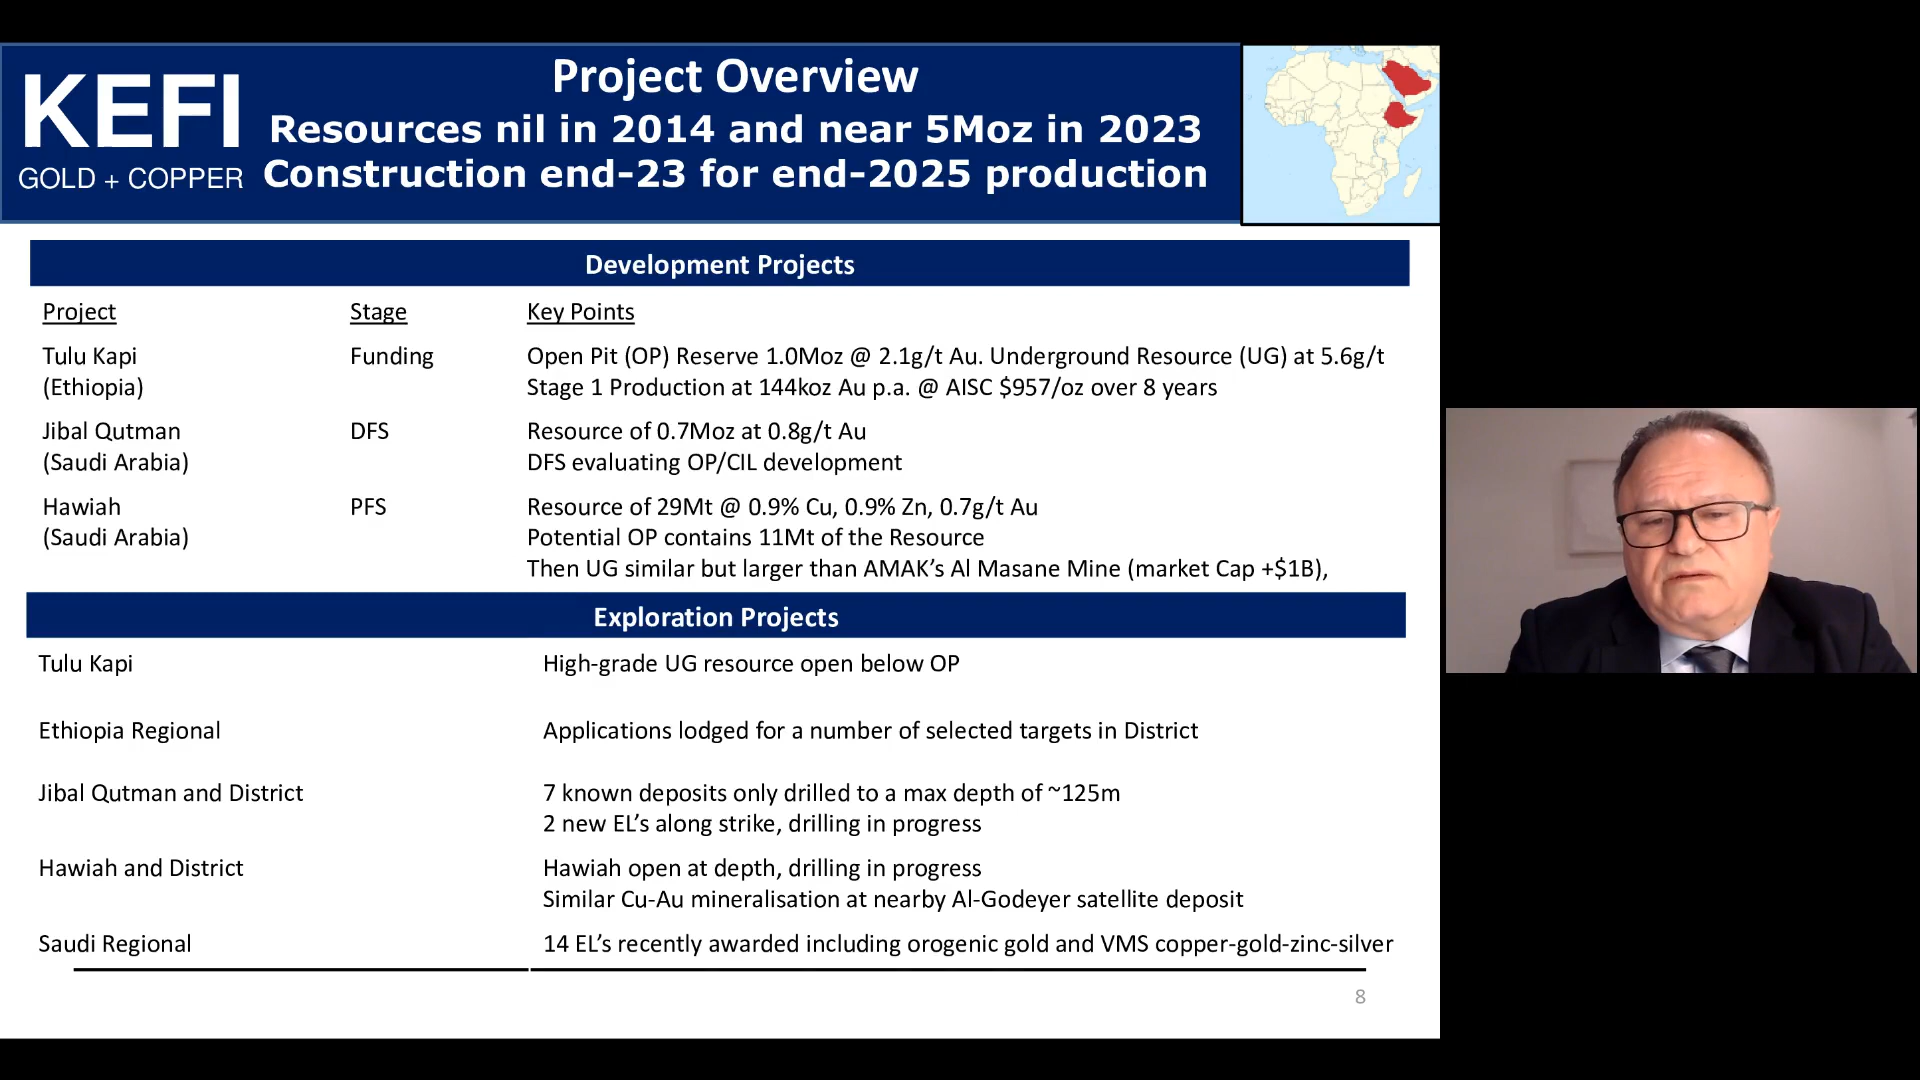 KEFI
GOLD + COPPER
Project Overview
Resources nil in 2014 and near 5Moz in 2023
Construction end-23 for end-2025 production
Development Projects
Project Stage Key Points
Tulu Kapi Funding Open Pit (OP) Reserve 1.0Moz @ 2.1g/t Au. Underground Resource (UG) at 5.6g/t
(Ethiopia) Stage 1 Production at 144koz Au p.a. @ AISC $957/oz over 8 years
Jibal Qutman DFS Resource of 0.7Moz at 0.8g/t Au
(Saudi Arabia) DFS evaluating OP/CIL development
Hawiah PFS Resource of 29Mt @ 0.9% Cu, 0.9% Zn, 0.7g/t Au
(Saudi Arabia) Potential OP contains 11Mt of the Resource
Then UG similar but larger than AMAK’s Al Masane Mine (market Cap +$1B),
Exploration Projects
Tulu Kapi High-grade UG resource open below OP
Ethiopia Regional Applications lodged for a number of selected targets in District
Jibal Qutman and District 7 known deposits only drilled to a max depth of ~125m
2 new EL’s along strike, drilling in progress
Hawiah and District Hawiah open at depth, drilling in progress
Similar Cu-Au mineralisation at nearby Al-Godeyer satellite deposit
Saudi Regional 14 EL’s recently awarded including orogenic gold and VMS copper-gold-zinc-silver
8